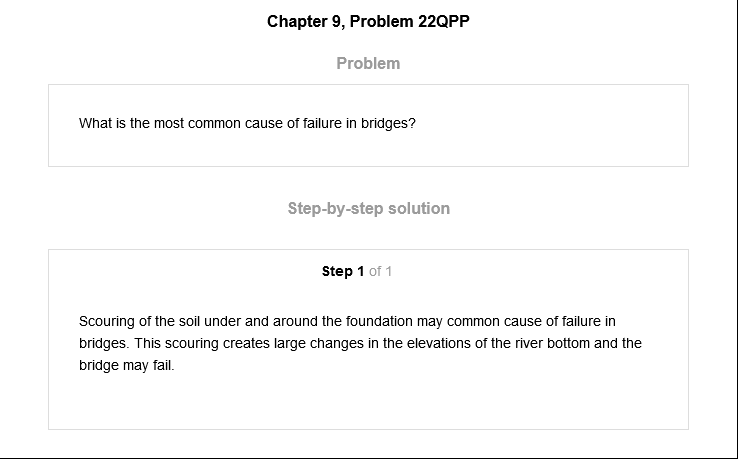 Chapter 9, Problem 22QPP
Problem
What is the most common cause of failure in bridges?
Step-by-step solution
Step 1 of 1
Scouring of the soil under and around the foundation may common cause of failure in
bridges. This scouring creates large changes in the elevations of the river bottom and the
bridge may fail.